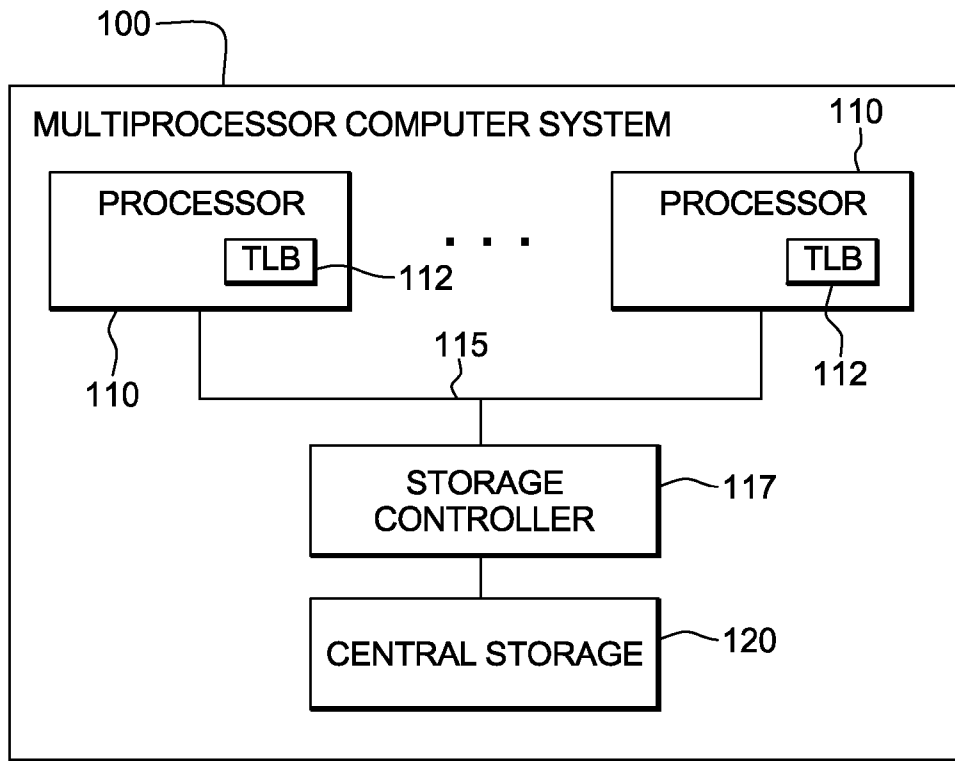 100
MULTIPROCESSOR COMPUTER SYSTEM
110
PROCESSOR
TLB
112
. . .
PROCESSOR
TLB
112
110
115
STORAGE
CONTROLLER
117
CENTRAL STORAGE
120